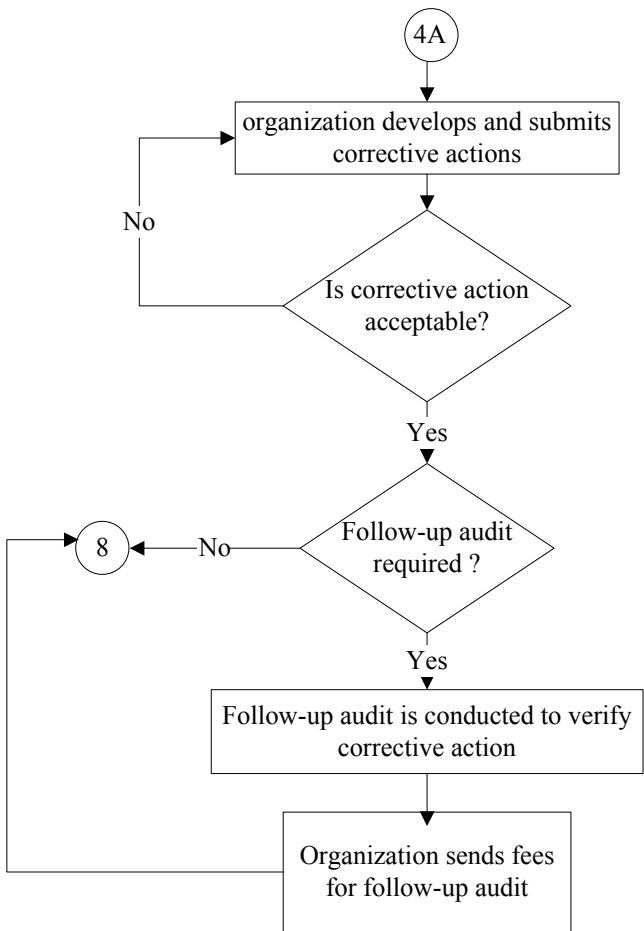 4A
organization develops and submits
corrective actions
No
Is corrective action
acceptable?
Yes
Follow-up audit
required ?
8
No
Yes
Follow-up audit is conducted to verify
corrective action
Organization sends fees
for follow-up audit